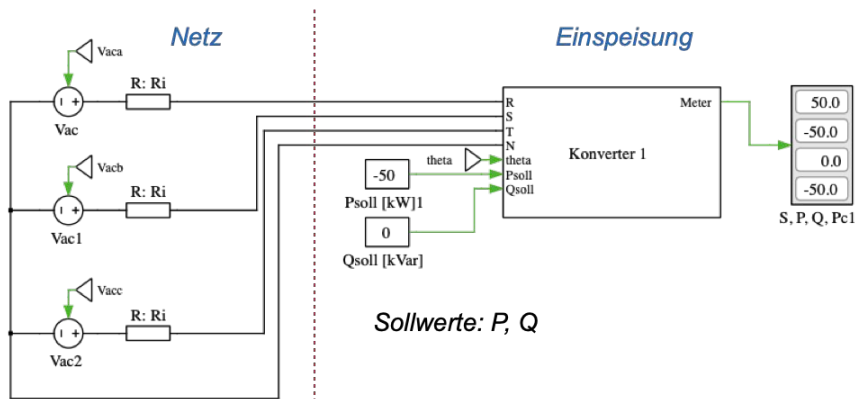 Netz
Einspeisung
Vaca
R: Ri
Vac
Vacb
R: Ri
Vac1
Vacc
R: Ri
Vac2
R
S
T
N
theta
theta
Psoll
Qsoll
Meter
Konverter 1
-50
Psoll [kW]1
0
Qsoll [kVar]
50.0
-50.0
0.0
-50.0
S, P, Q, Pc1
Sollwerte: P, Q